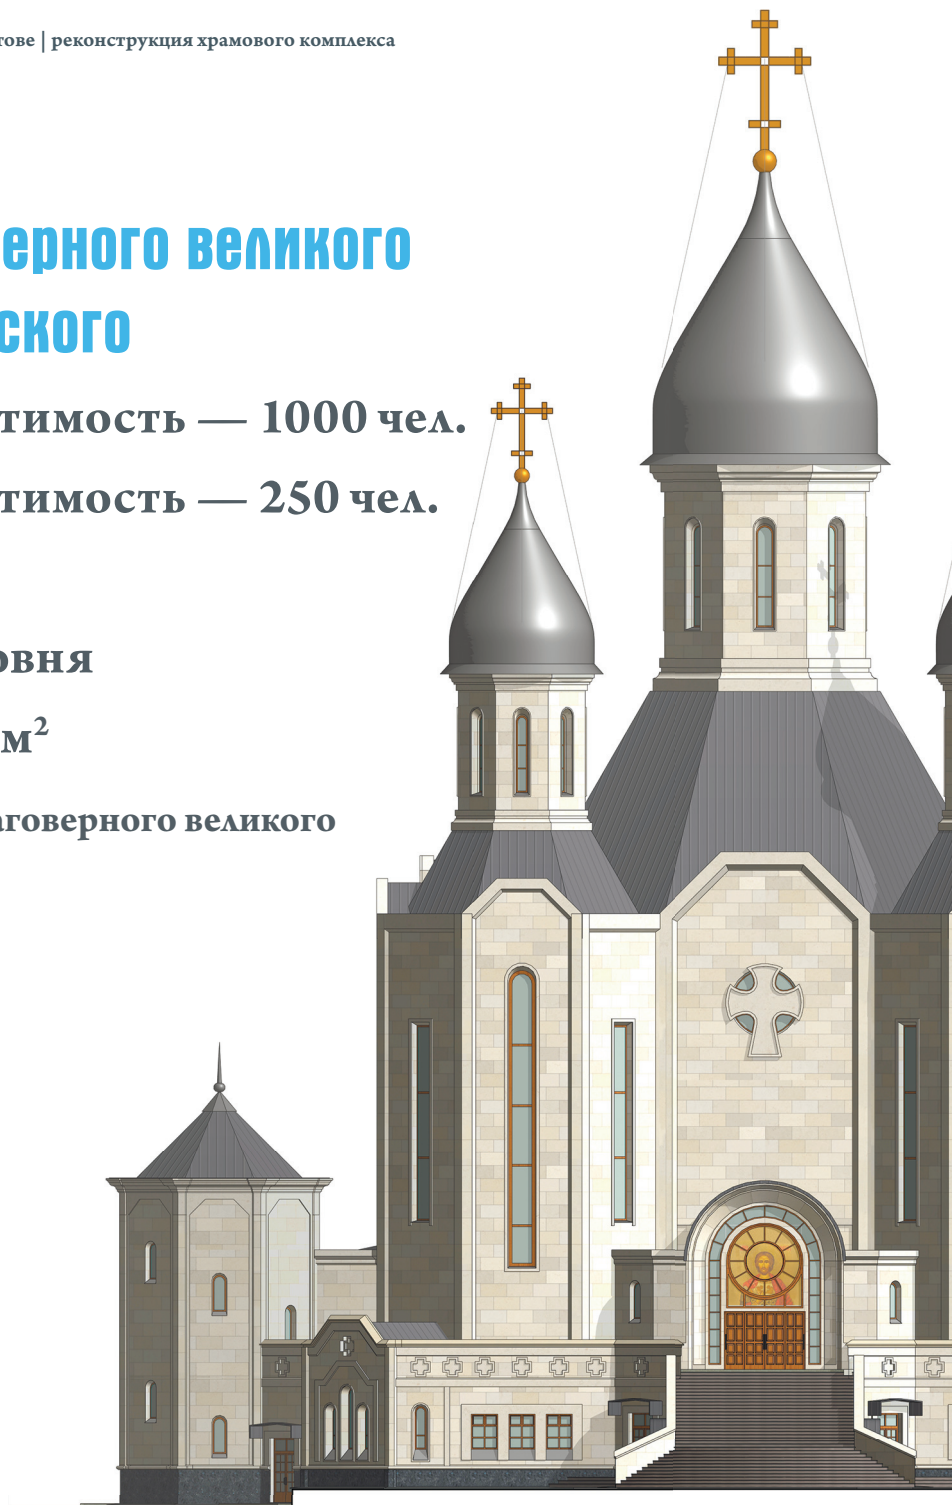 тове | реконструкция храмового комплекса
ерного великого
ского
тимость — 1000 чел.
тимость — 250 чел.
овня
м²
аговерного великого